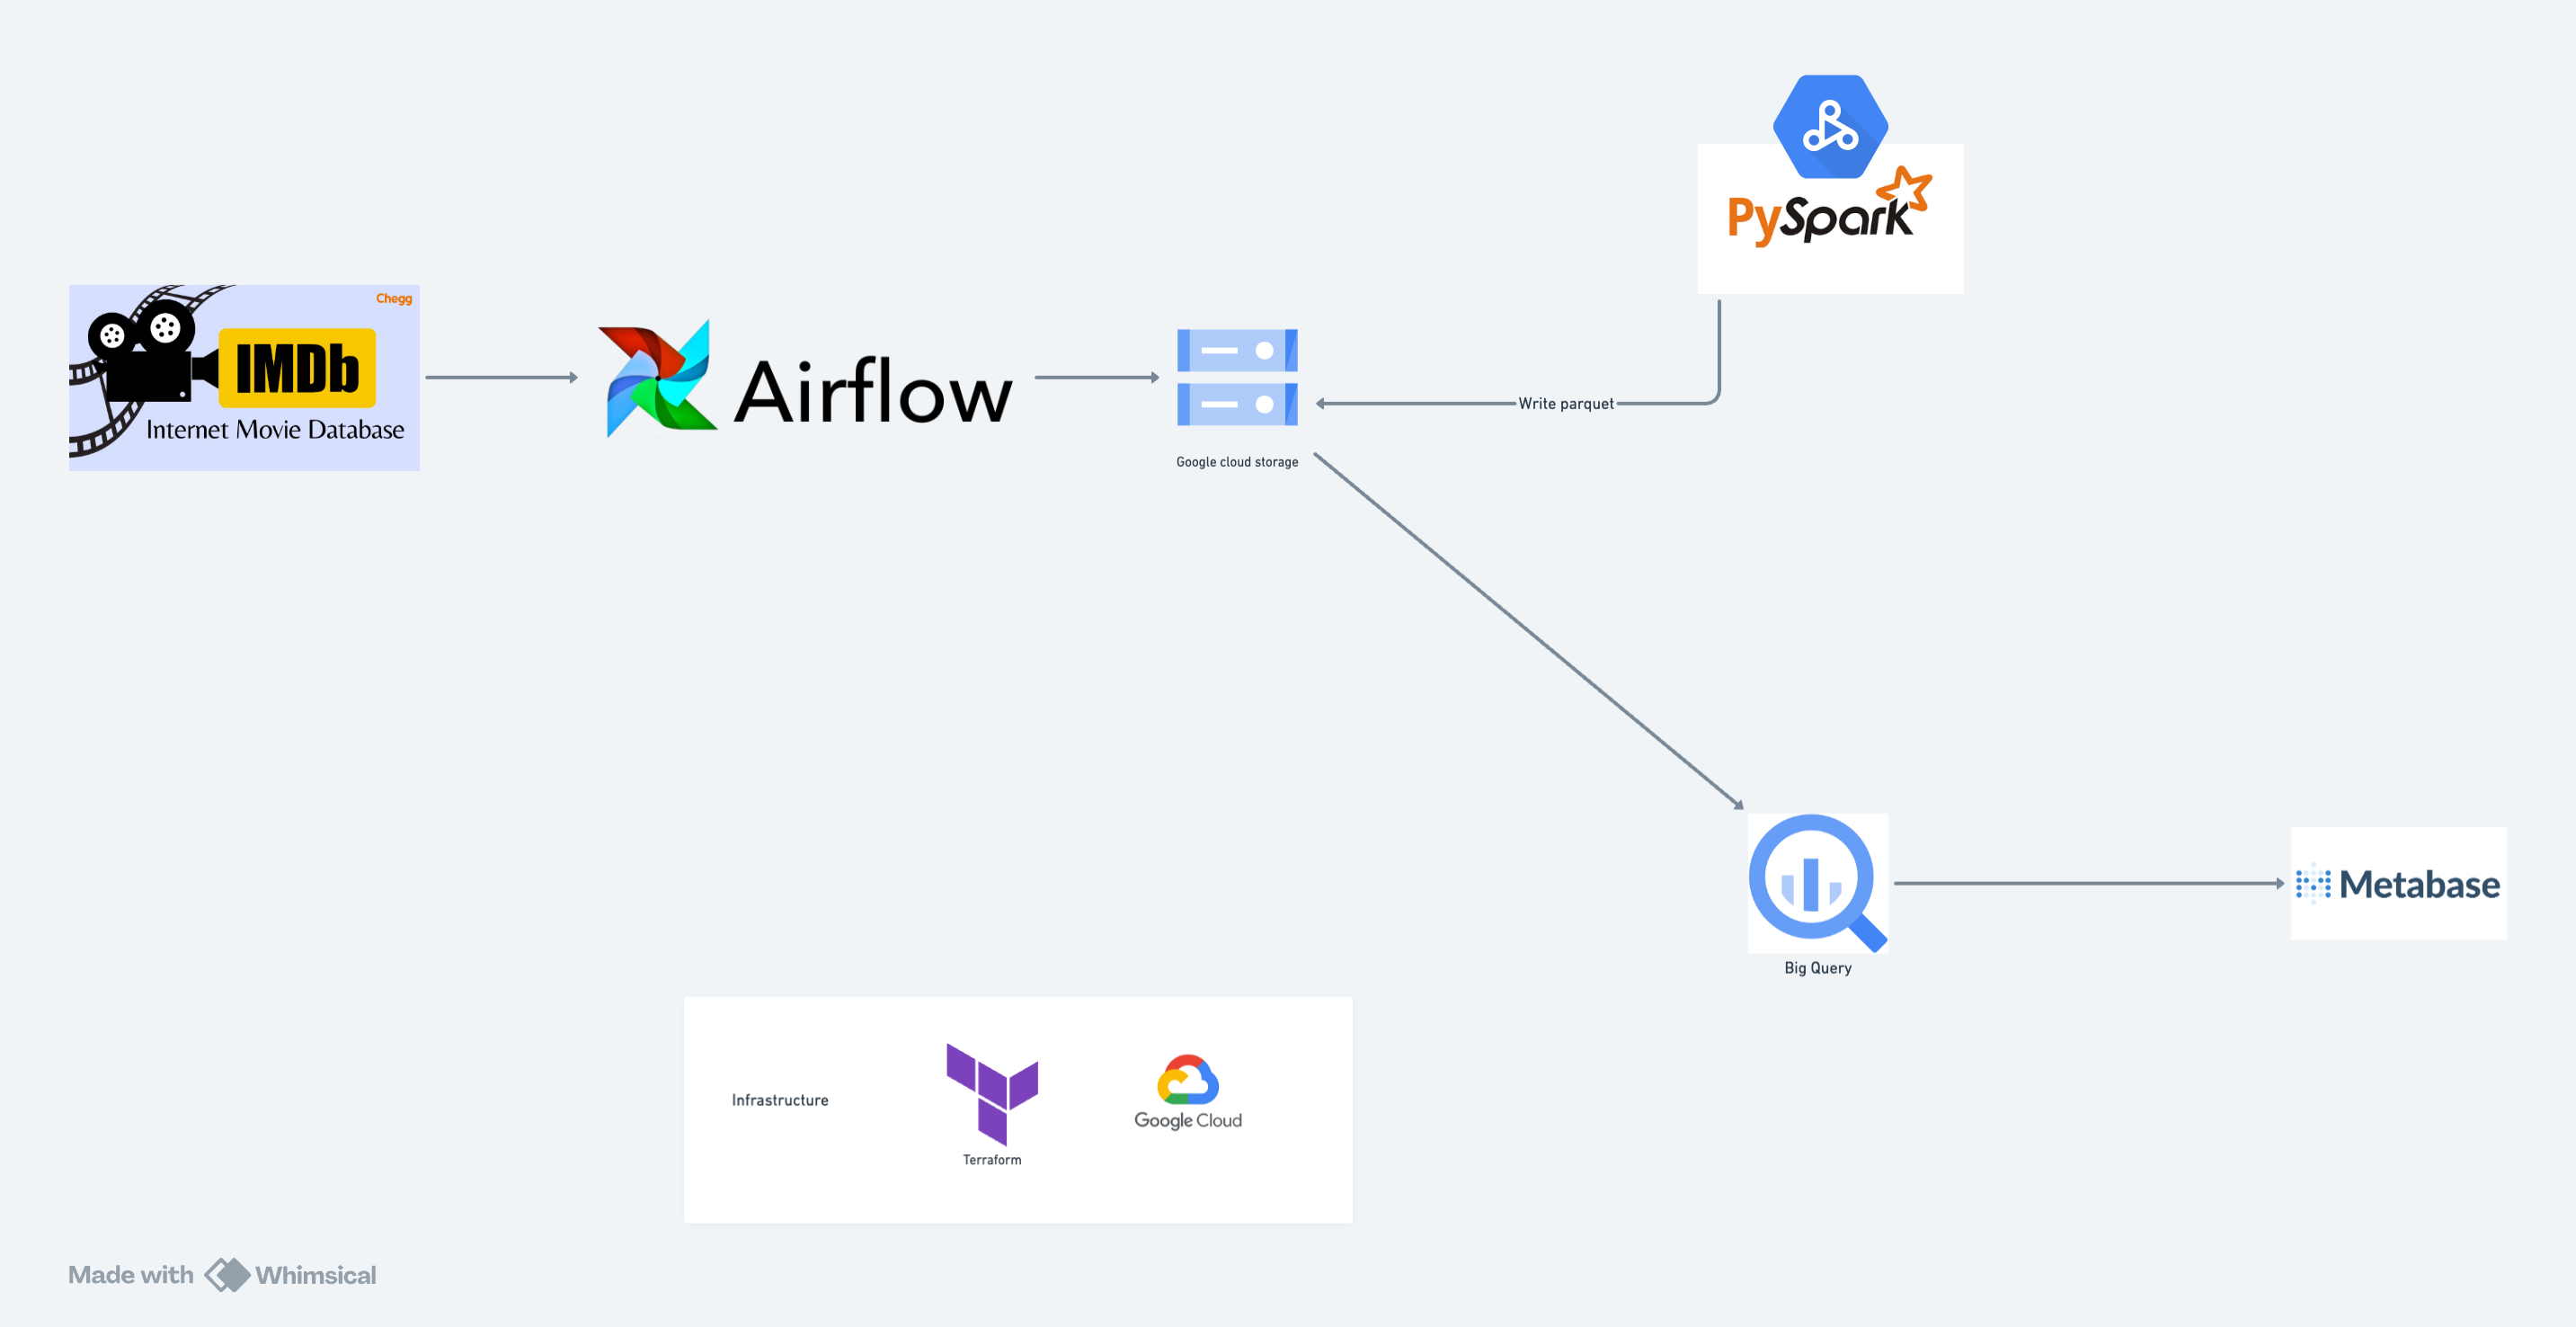 PySpark
Chegg
IMDb
Internet Movie Database
Airflow
Write parquet
Google cloud storage
Metabase
Big Query
Infrastructure
Terraform
Google Cloud
Made with Whimsical